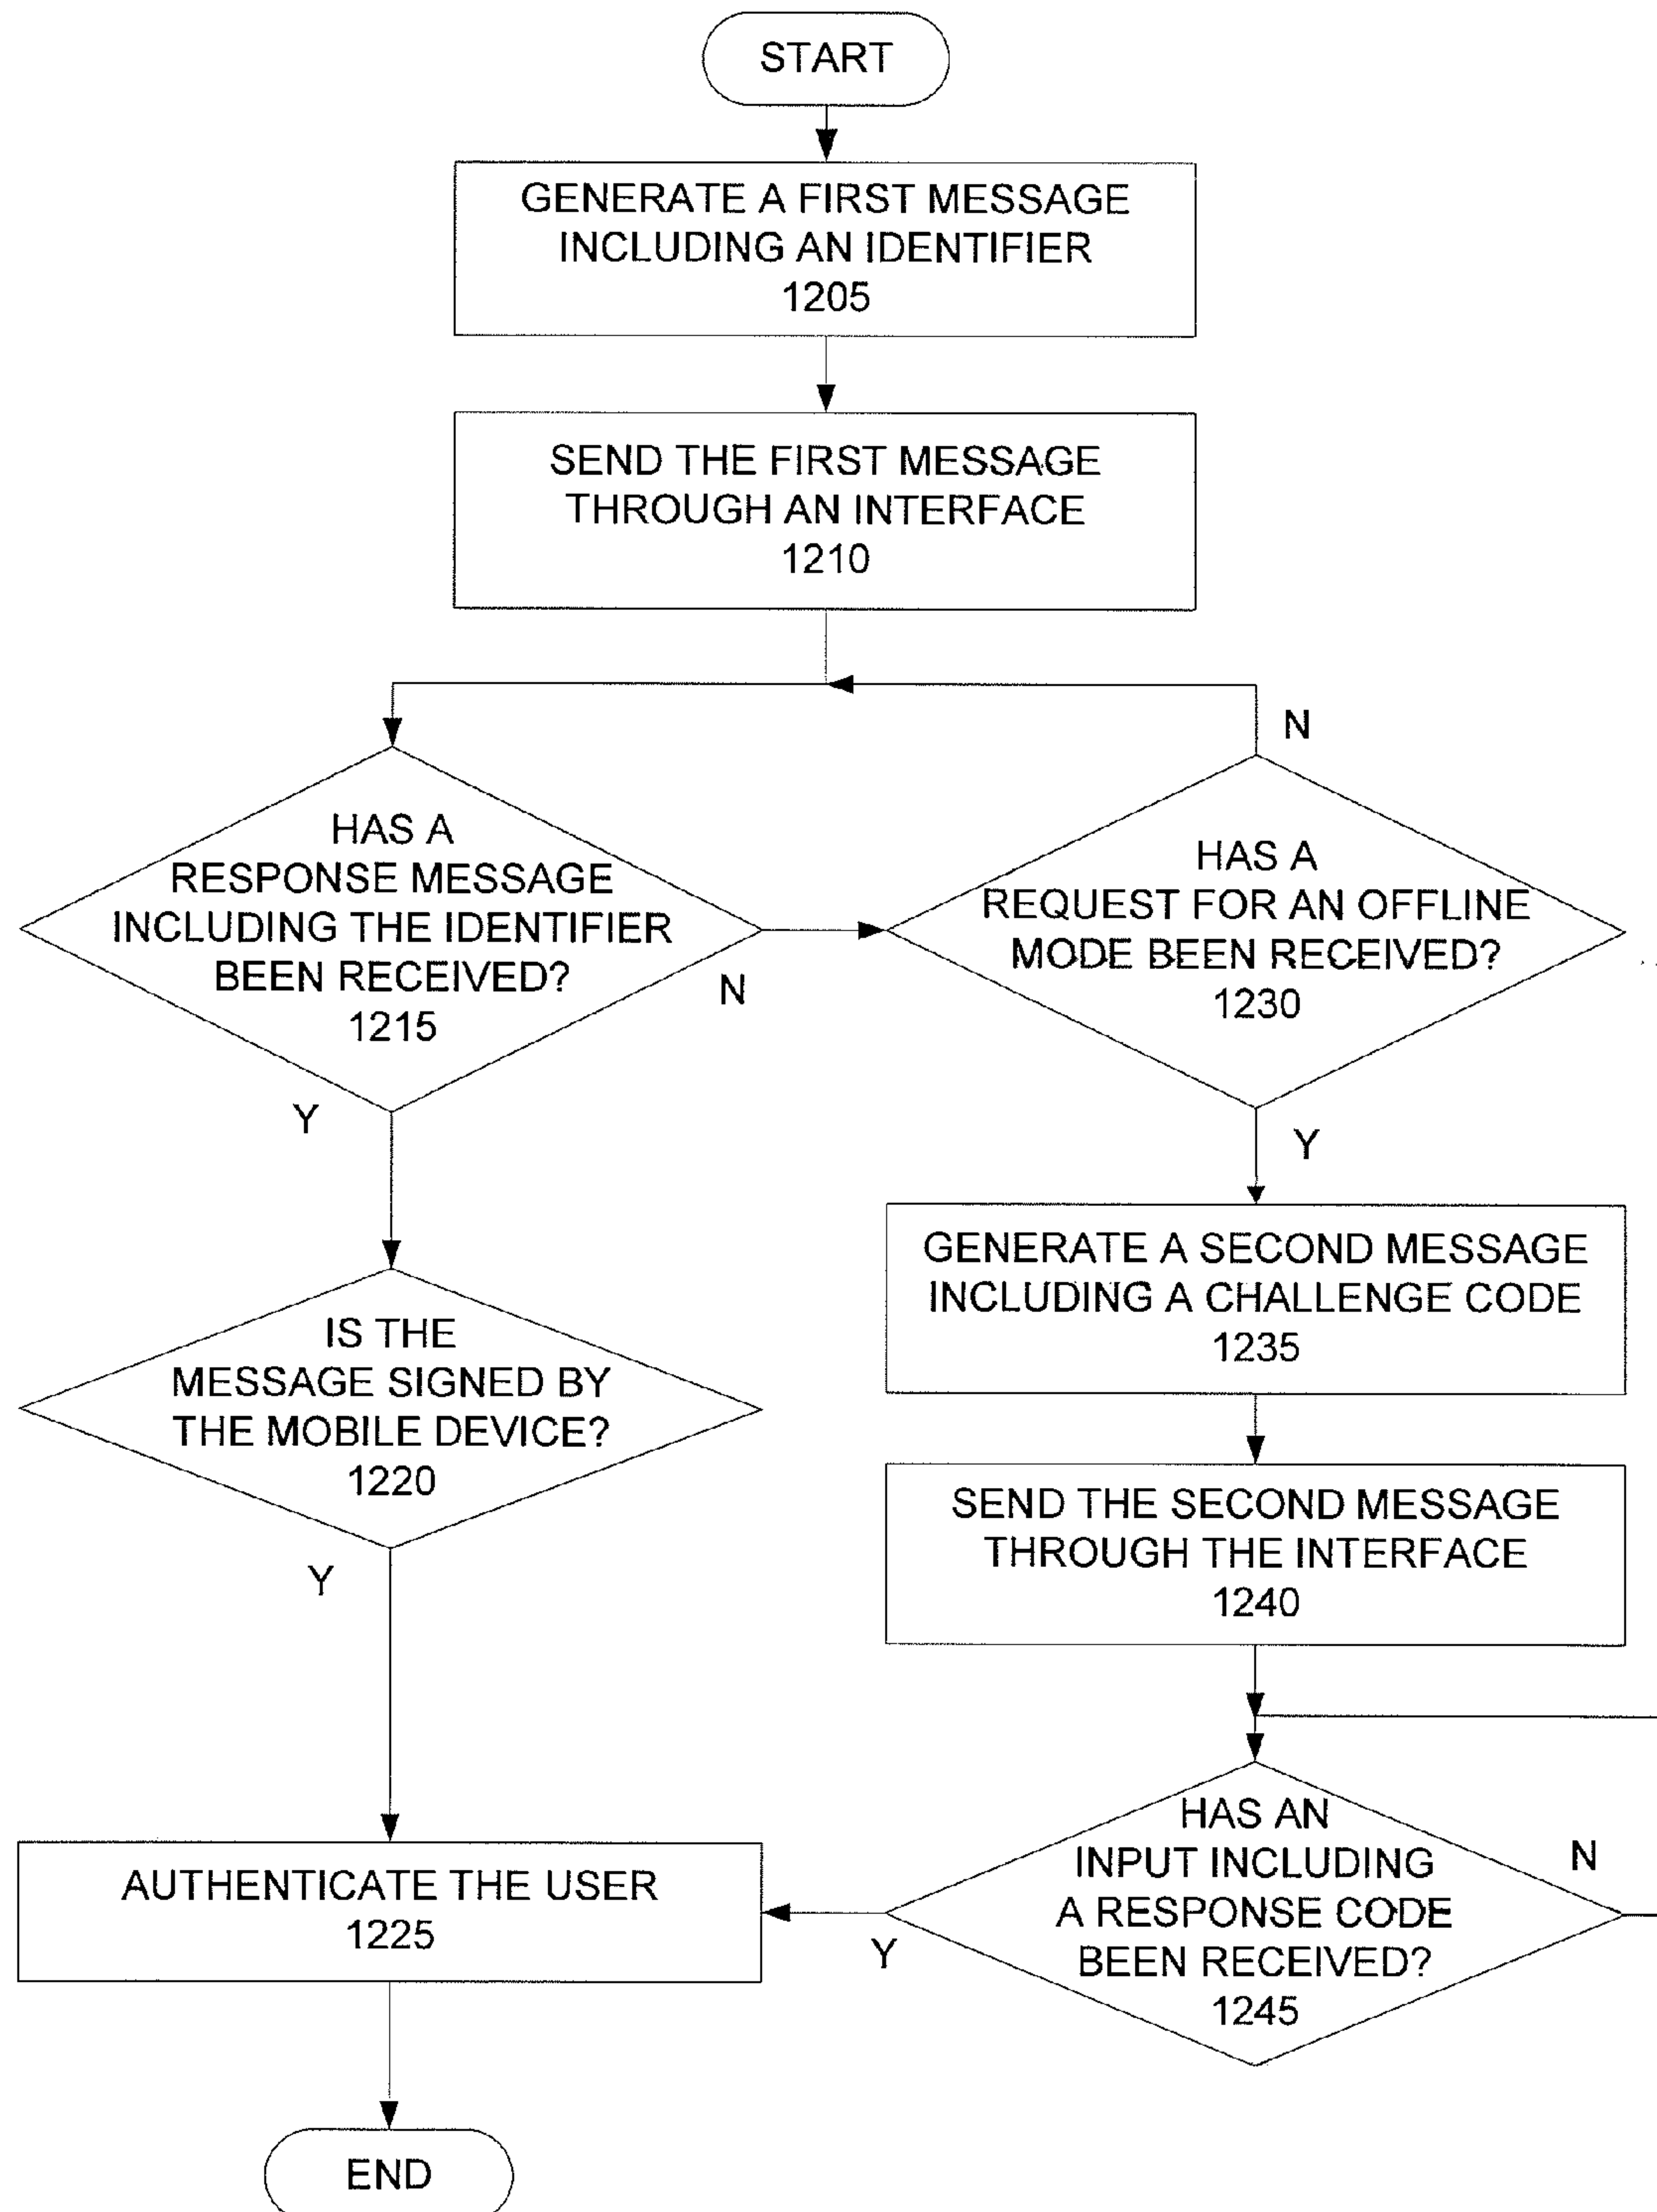 START
GENERATE A FIRST MESSAGE
INCLUDING AN IDENTIFIER
1205
SEND THE FIRST MESSAGE
THROUGH AN INTERFACE
1210
N
HAS A
RESPONSE MESSAGE
INCLUDING THE IDENTIFIER
BEEN RECEIVED?
1215
N
Y
HAS A
REQUEST FOR AN OFFLINE
MODE BEEN RECEIVED?
1230
Y
IS THE
MESSAGE SIGNED BY
THE MOBILE DEVICE?
1220
Y
GENERATE A SECOND MESSAGE
INCLUDING A CHALLENGE CODE
1235
SEND THE SECOND MESSAGE
THROUGH THE INTERFACE
1240
HAS AN
INPUT INCLUDING
A RESPONSE CODE
BEEN RECEIVED?
1245
N
Y
AUTHENTICATE THE USER
1225
END